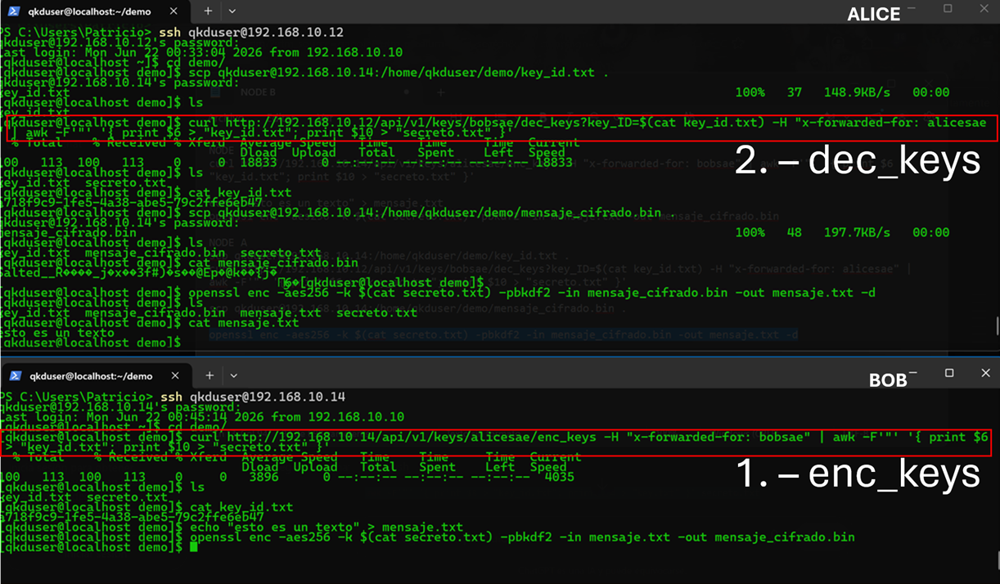 qkduser@localhost:~/demo
ALICE
PS C:\Users\Patricio> ssh qkduser@192.168.10.12
qkduser@192.168.10.12's password:
Last login: Mon Jun 22 00:33:04 2026 from 192.168.10.10
[qkduser@localhost ~]$ cd demo/
[qkduser@localhost demo]$ scp qkduser@192.168.10.14:/home/qkduser/demo/key_id.txt .
qkduser@192.168.10.14's password:
key_id.txt 100% 37 148.9KB/s 00:00
[qkduser@localhost demo]$ ls
key_id.txt
[qkduser@localhost demo]$ curl http://192.168.10.12/api/v1/keys/bobsae/dec_keys?key_ID=$(cat key_id.txt) -H "x-forwarded-for: alicesae
" | awk -F'"' '{ print $6 > "key_id.txt"; print $10 > "secreto.txt" }'
% Total % Received % Xferd Average Speed Time Time Time Current
Dload Upload Total Spent Left Speed
100 113 100 113 0 0 18833 0 --:--:-- --:--:-- --:--:-- 18833
2. – dec_keys
[qkduser@localhost demo]$ ls
key_id.txt secreto.txt
[qkduser@localhost demo]$ cat key_id.txt
a718f9c9-1fe5-4a38-abe5-79c2ffe6eb47
[qkduser@localhost demo]$ scp qkduser@192.168.10.14:/home/qkduser/demo/mensaje_cifrado.bin .
qkduser@192.168.10.14's password:
mensaje_cifrado.bin 100% 48 197.7KB/s 00:00
[qkduser@localhost demo]$ ls
key_id.txt mensaje_cifrado.bin secreto.txt
[qkduser@localhost demo]$ cat mensaje_cifrado.bin
[qkduser@localhost demo]$
[qkduser@localhost demo]$ openssl enc -aes256 -k $(cat secreto.txt) -pbkdf2 -in mensaje_cifrado.bin -out mensaje.txt -d
[qkduser@localhost demo]$ ls
key_id.txt mensaje_cifrado.bin mensaje.txt secreto.txt
[qkduser@localhost demo]$ cat mensaje.txt
esto es un texto
[qkduser@localhost demo]$
openssl enc -aes256 -k $(cat secreto.txt) -pbkdf2 -in mensaje_cifrado.bin -out mensaje.txt -d
qkduser@localhost:~/demo
BOB
PS C:\Users\Patricio> ssh qkduser@192.168.10.14
qkduser@192.168.10.14's password:
Last login: Mon Jun 22 00:45:14 2026 from 192.168.10.10
[qkduser@localhost ~]$ cd demo/
[qkduser@localhost demo]$ curl http://192.168.10.14/api/v1/keys/alicesae/enc_keys -H "x-forwarded-for: bobsae" | awk -F'"' '{ print $6
> "key_id.txt"; print $10 > "secreto.txt" }'
% Total % Received % Xferd Average Speed Time Time Time Current
Dload Upload Total Spent Left Speed
100 113 100 113 0 0 3896 0 --:--:-- --:--:-- --:--:-- 4035
1. – enc_keys
[qkduser@localhost demo]$ ls
key_id.txt secreto.txt
[qkduser@localhost demo]$ cat key_id.txt
a718f9c9-1fe5-4a38-abe5-79c2ffe6eb47
[qkduser@localhost demo]$ echo "esto es un texto" > mensaje.txt
[qkduser@localhost demo]$ openssl enc -aes256 -k $(cat secreto.txt) -pbkdf2 -in mensaje.txt -out mensaje_cifrado.bin
[qkduser@localhost demo]$